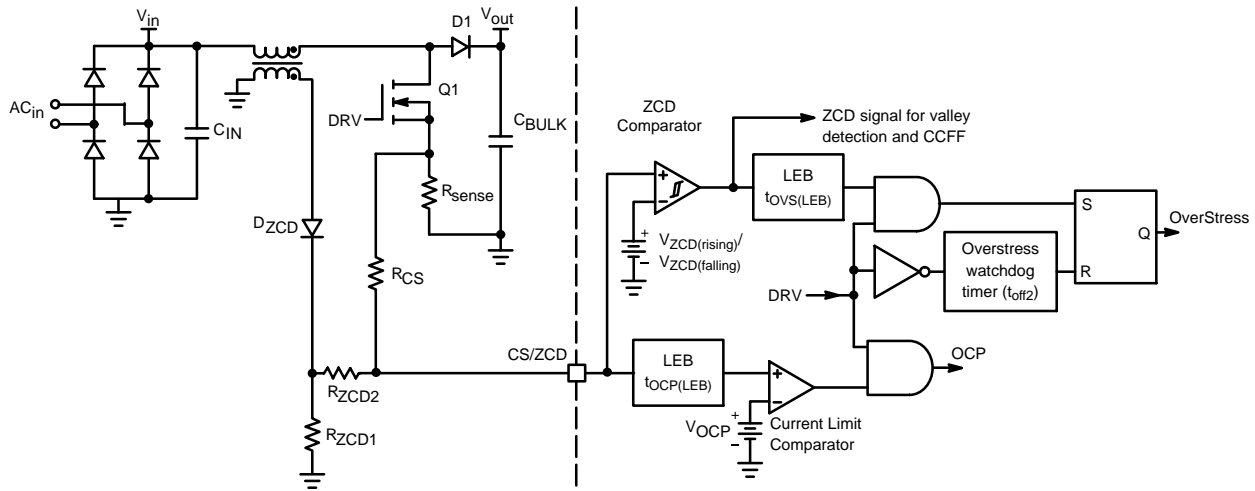 Vin
D1
Vout
ACin
CIN
Q1
DRV
CBULK
Rsense
DZCD
RCS
CS/ZCD
RZCD2
RZCD1
ZCD
Comparator
ZCD signal for valley
detection and CCFF
+
−
LEB
tOVS(LEB)
+
−
VZCD(rising)/
VZCD(falling)
S
Q
R
OverStress
Overstress
watchdog
timer (toff2)
DRV
LEB
tOCP(LEB)
+
−
OCP
VOCP
+
−
Current Limit
Comparator